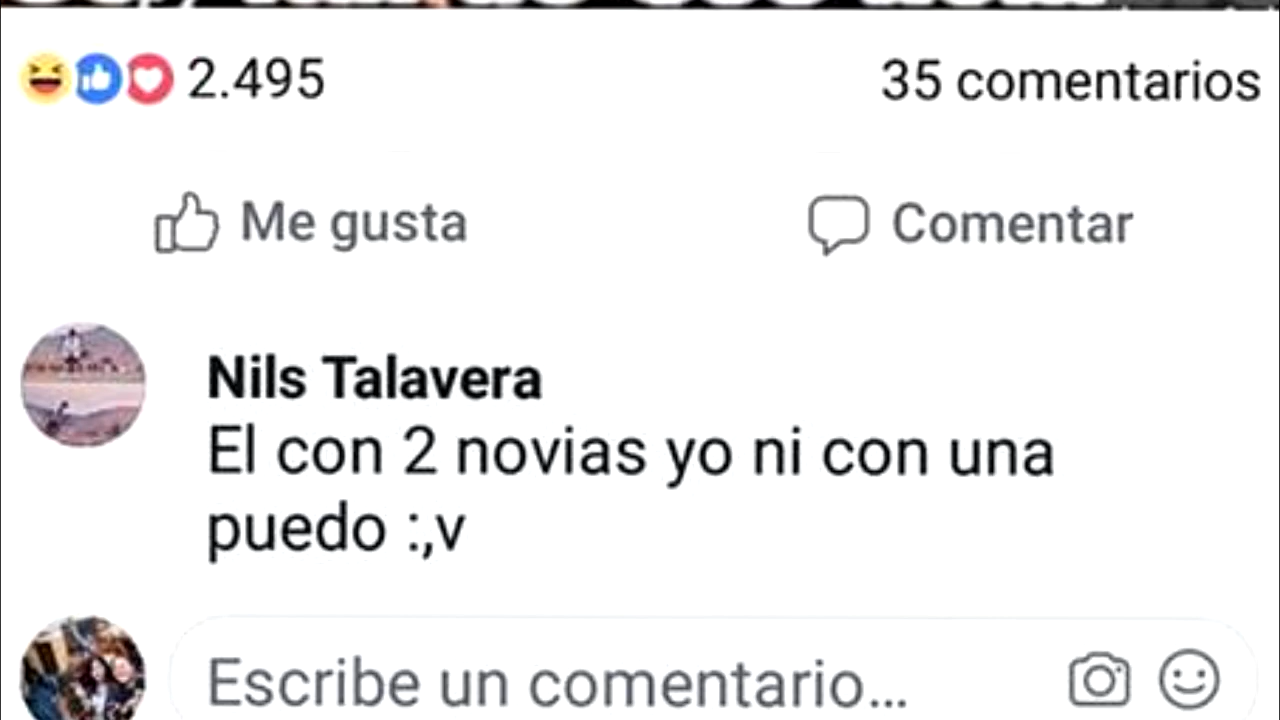 2.495
35 comentarios
Me gusta
Comentar
Nils Talavera
El con 2 novias yo ni con una
puedo :,v
Escribe un comentario...